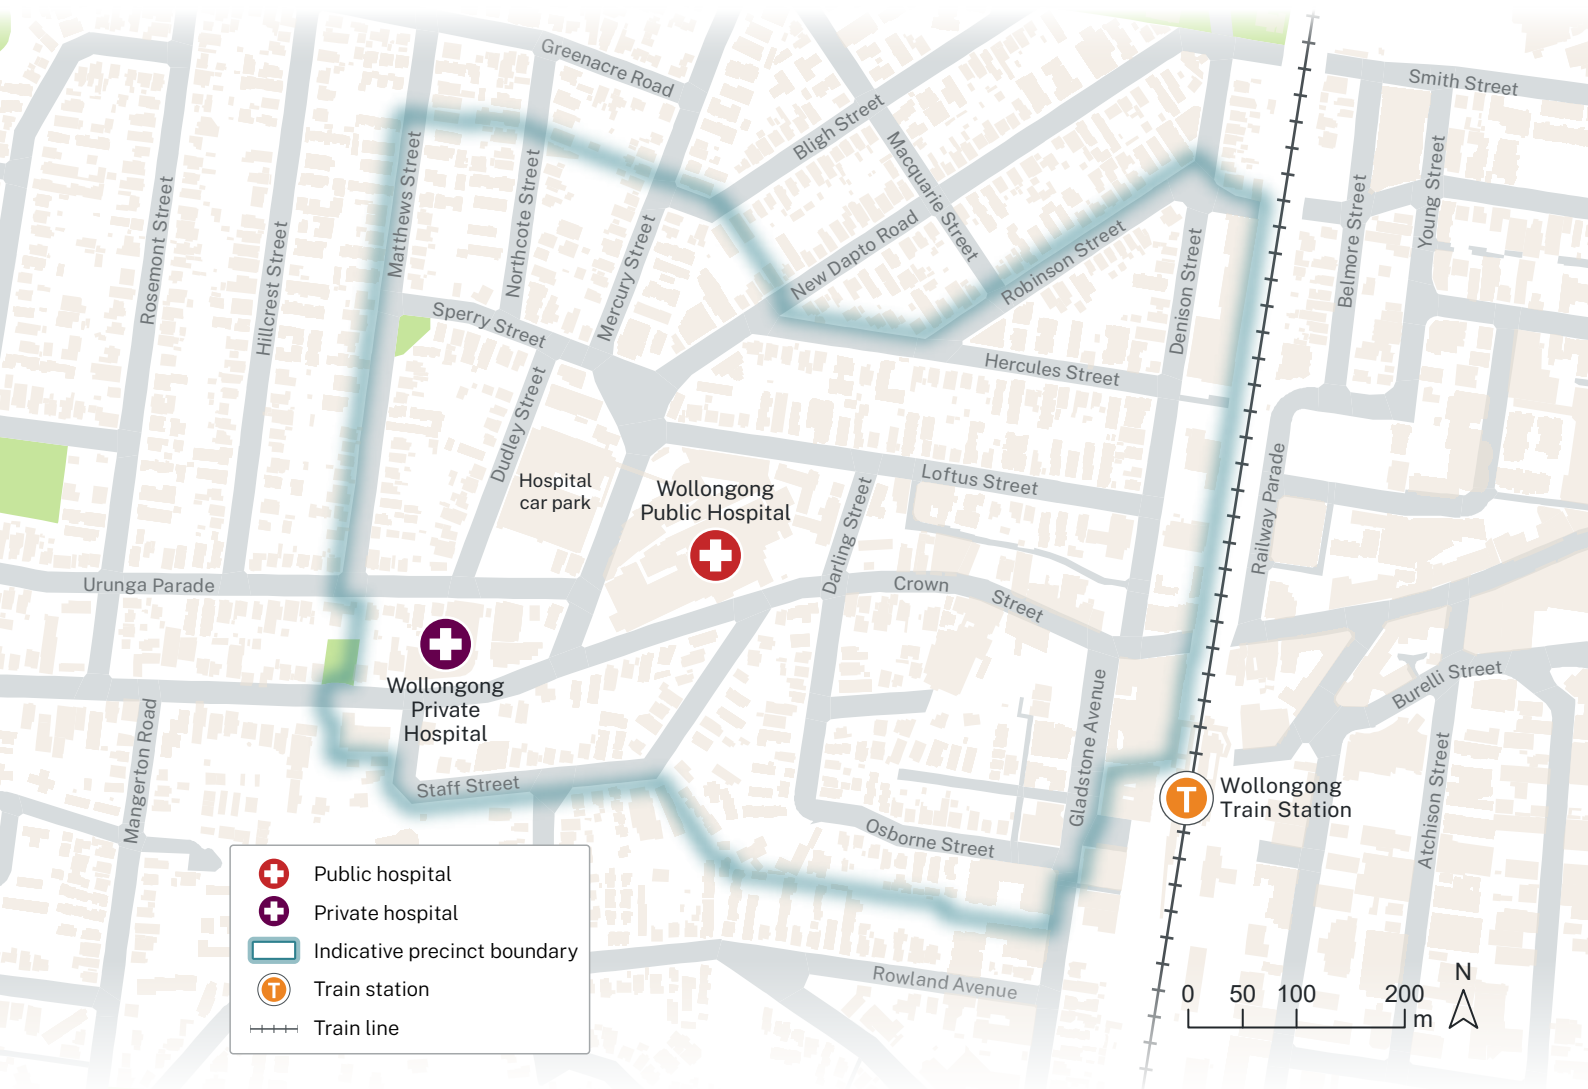 Greenacre Road
Smith Street
Bligh Street
Macquarie Street
Matthews Street
Northcote Street
Young Street
Belmore Street
Rosemont Street
Hillcrest Street
Mercury Street
New Dapto Road
Robinson Street
Denison Street
Sperry Street
Hercules Street
Dudley Street
Hospital
car park
Wollongong
Public Hospital
Loftus Street
Darling Street
Railway Parade
Urunga Parade
Crown
Street
Wollongong
Private
Hospital
Burelli Street
Gladstone Avenue
Mangerton Road
Staff Street
T
Wollongong
Train Station
Atchison Street
Osborne Street
Rowland Avenue
Public hospital
Private hospital
Indicative precinct boundary
T
Train station
Train line
N
0 50 100 200
m